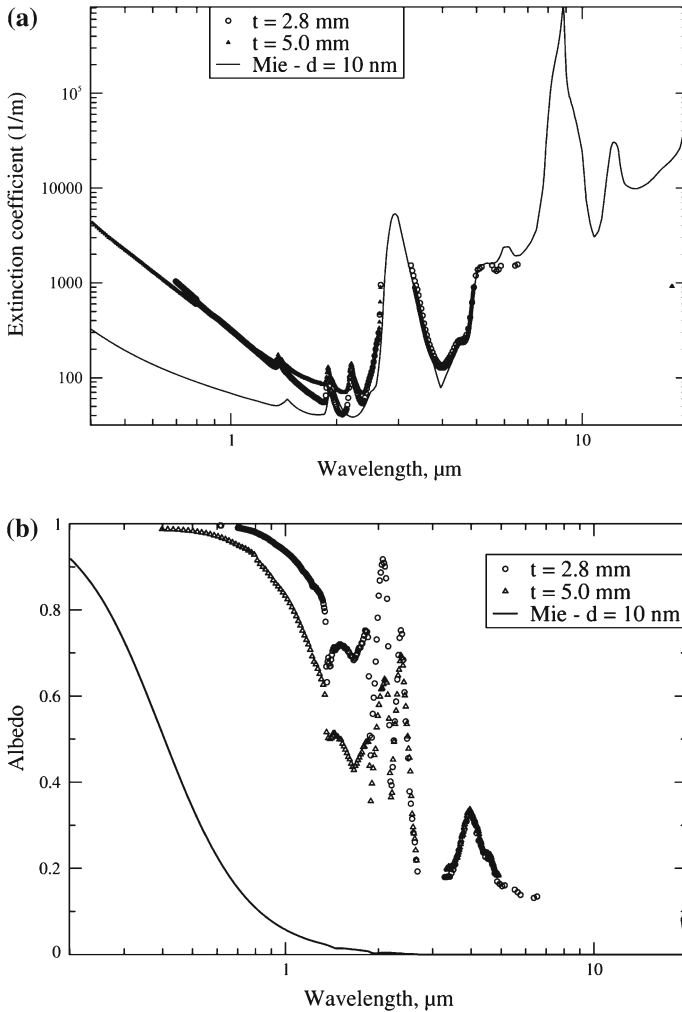 (a)
t = 2.8 mm
t = 5.0 mm
Mie - d = 10 nm
Extinction coefficient (1/m)
10⁵
10000
1000
100
1
10
Wavelength, μm
(b)
t = 2.8 mm
t = 5.0 mm
Mie - d = 10 nm
Albedo
1
0.8
0.6
0.4
0.2
0
1
10
Wavelength, μm